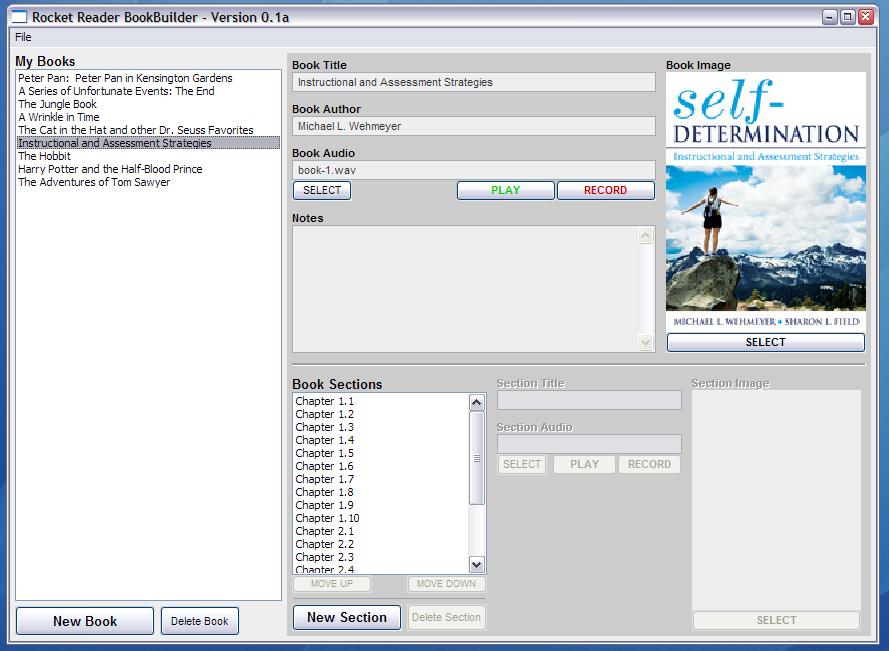 Rocket Reader BookBuilder - Version 0.1a
File
My Books
Peter Pan: Peter Pan in Kensington Gardens
A Series of Unfortunate Events: The End
The Jungle Book
A Wrinkle in Time
The Cat in the Hat and other Dr. Seuss Favorites
Instructional and Assessment Strategies
The Hobbit
Harry Potter and the Half-Blood Prince
The Adventures of Tom Sawyer
New Book
Delete Book
Book Title
Instructional and Assessment Strategies
Book Author
Michael L. Wehmeyer
Book Audio
book-1.wav
SELECT
PLAY
RECORD
Notes
Book Image
self-
DETERMINATION
Instructional and Assessment Strategies
MICHAEL L. WEHMEYER • SHARON L. FIELD
SELECT
Book Sections
Chapter 1.1
Chapter 1.2
Chapter 1.3
Chapter 1.4
Chapter 1.5
Chapter 1.6
Chapter 1.7
Chapter 1.8
Chapter 1.9
Chapter 1.10
Chapter 2.1
Chapter 2.2
Chapter 2.3
Chapter 2.4
MOVE UP
MOVE DOWN
New Section
Delete Section
Section Title
Section Audio
SELECT
PLAY
RECORD
Section Image
SELECT